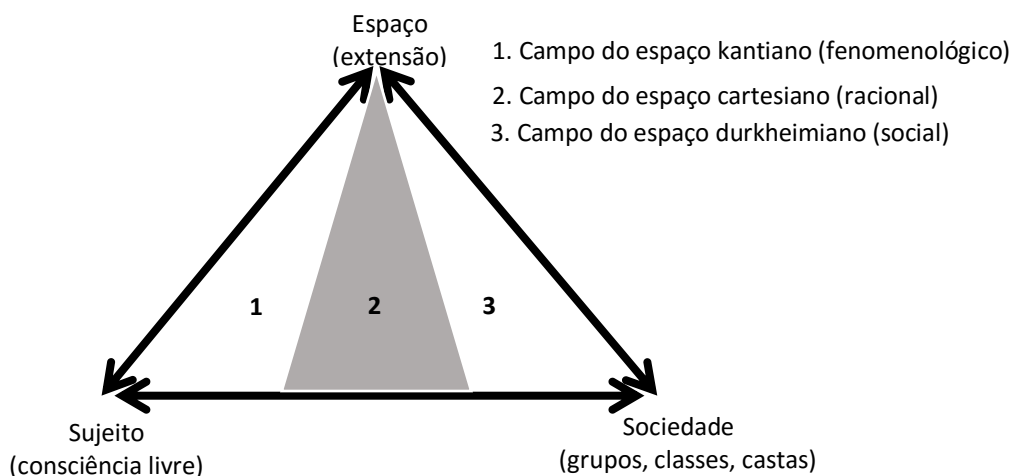 Espaço
(extensão)
1. Campo do espaço kantiano (fenomenológico)
2. Campo do espaço cartesiano (racional)
3. Campo do espaço durkheimiano (social)
1
2
3
Sujeito
(consciência livre)
Sociedade
(grupos, classes, castas)